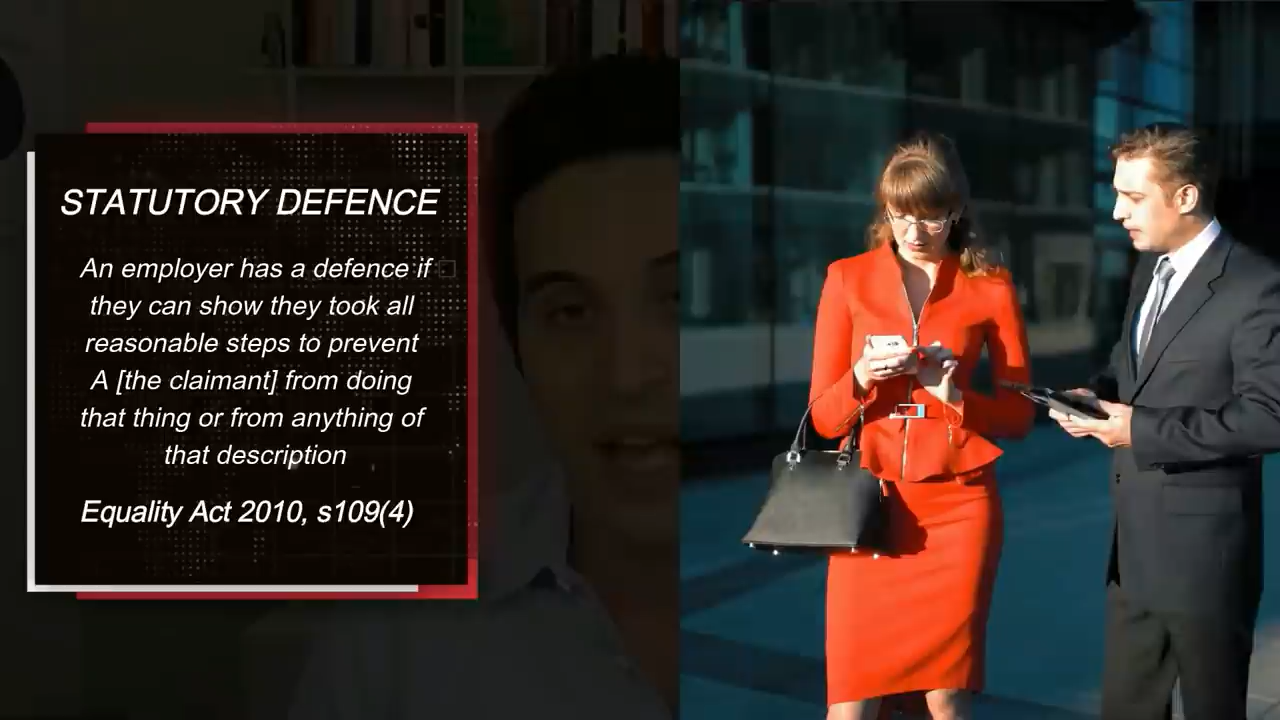 STATUTORY DEFENCE
An employer has a defence if
they can show they took all
reasonable steps to prevent
A [the claimant] from doing
that thing or from anything of
that description
Equality Act 2010, s109(4)